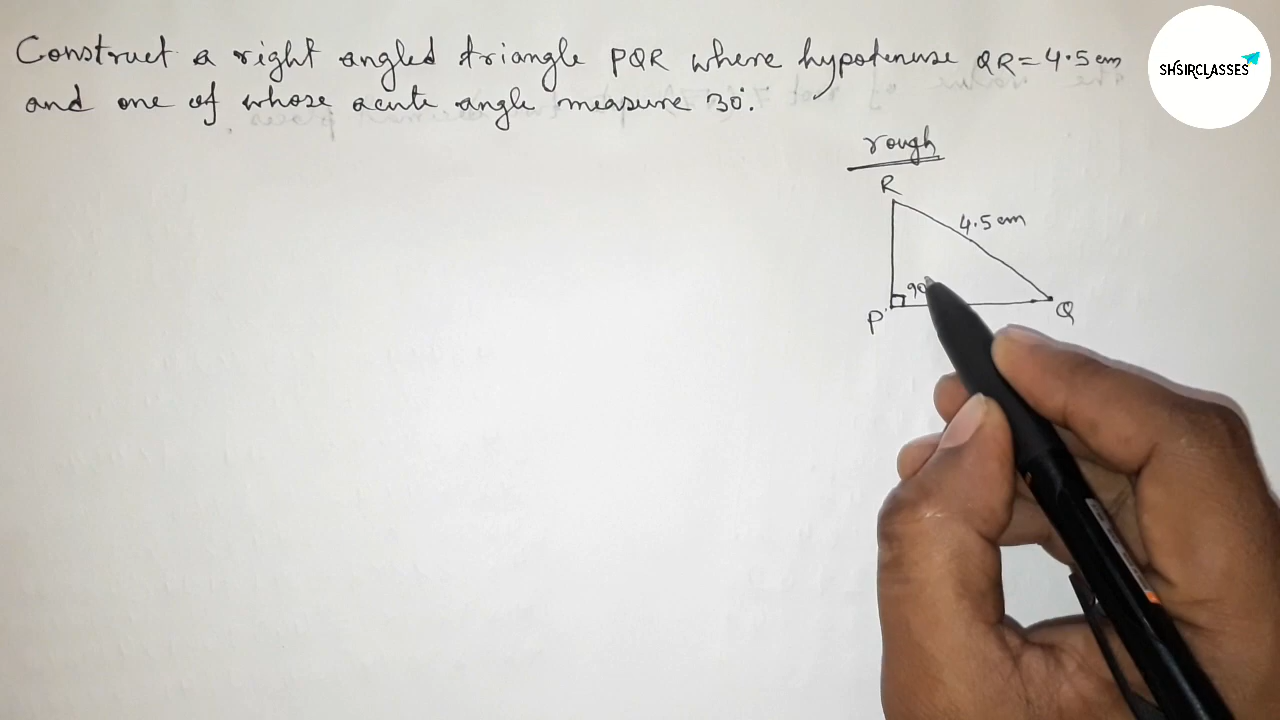 Construct a right angled triangle PQR where hypotenuse QR = 4.5 cm
and one of whose acute angle measure 30°.
SHSIRCLASSES
rough
R
4.5 cm
90
P
Q